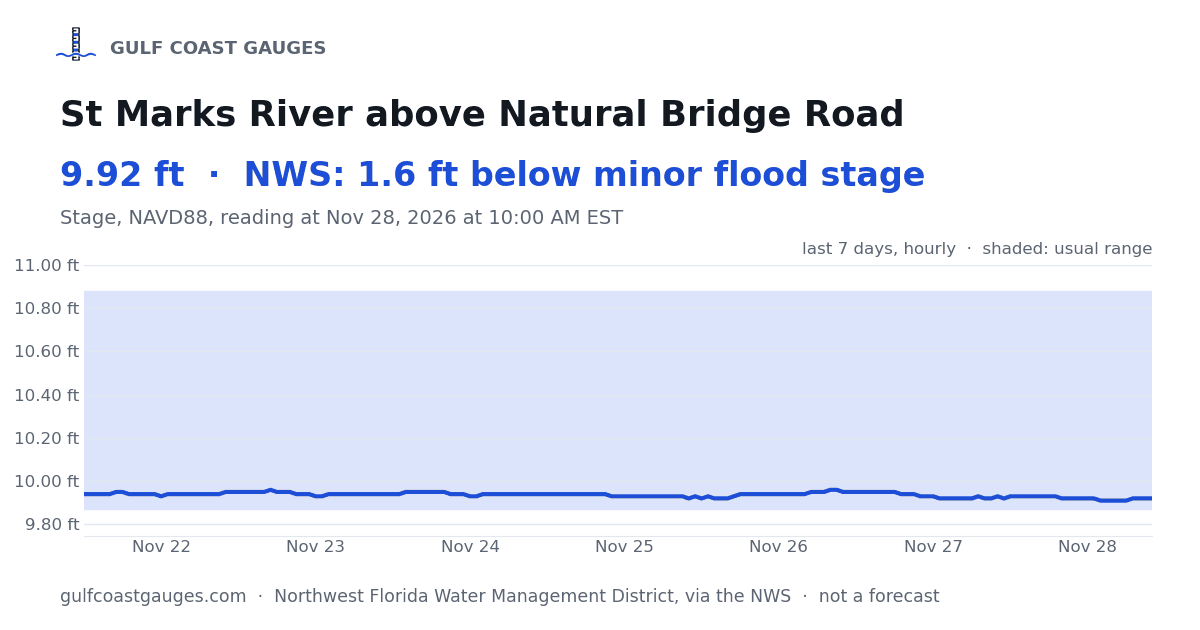 GULF COAST GAUGES
St Marks River above Natural Bridge Road
9.92 ft · NWS: 1.6 ft below minor flood stage
Stage, NAVD88, reading at Nov 28, 2026 at 10:00 AM EST
last 7 days, hourly · shaded: usual range
11.00 ft
10.80 ft
10.60 ft
10.40 ft
10.20 ft
10.00 ft
9.80 ft
Nov 22 Nov 23 Nov 24 Nov 25 Nov 26 Nov 27 Nov 28
gulfcoastgauges.com · Northwest Florida Water Management District, via the NWS · not a forecast